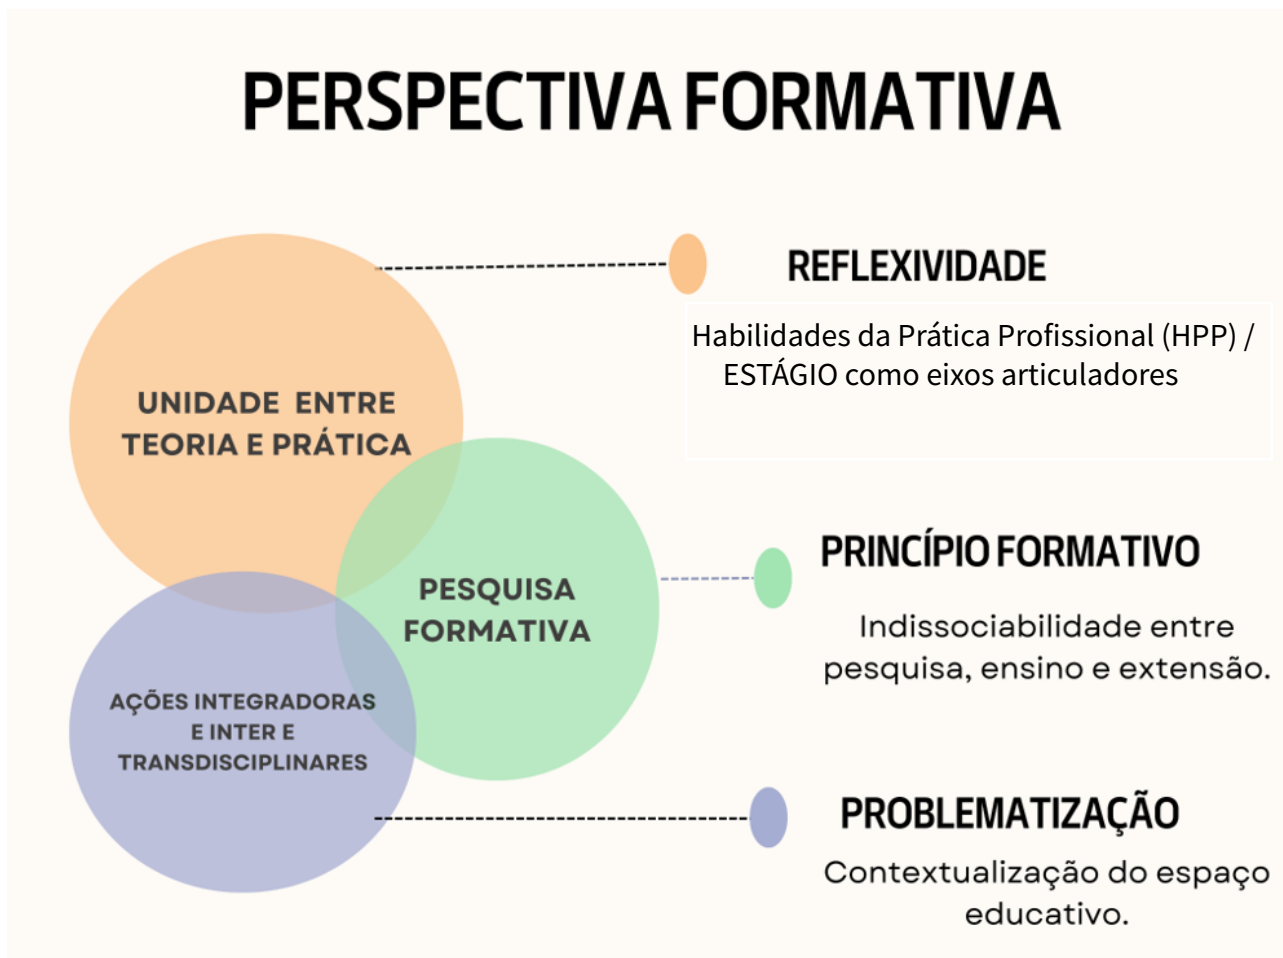 PERSPECTIVA FORMATIVA
REFLEXIVIDADE
Habilidades da Prática Profissional (HPP) /
ESTÁGIO como eixos articuladores
UNIDADE ENTRE
TEORIA E PRÁTICA
PESQUISA
FORMATIVA
PRINCÍPIO FORMATIVO
Indissociabilidade entre
pesquisa, ensino e extensão.
AÇÕES INTEGRADORAS
E INTER E
TRANSDISCIPLINARES
PROBLEMATIZAÇÃO
Contextualização do espaço
educativo.